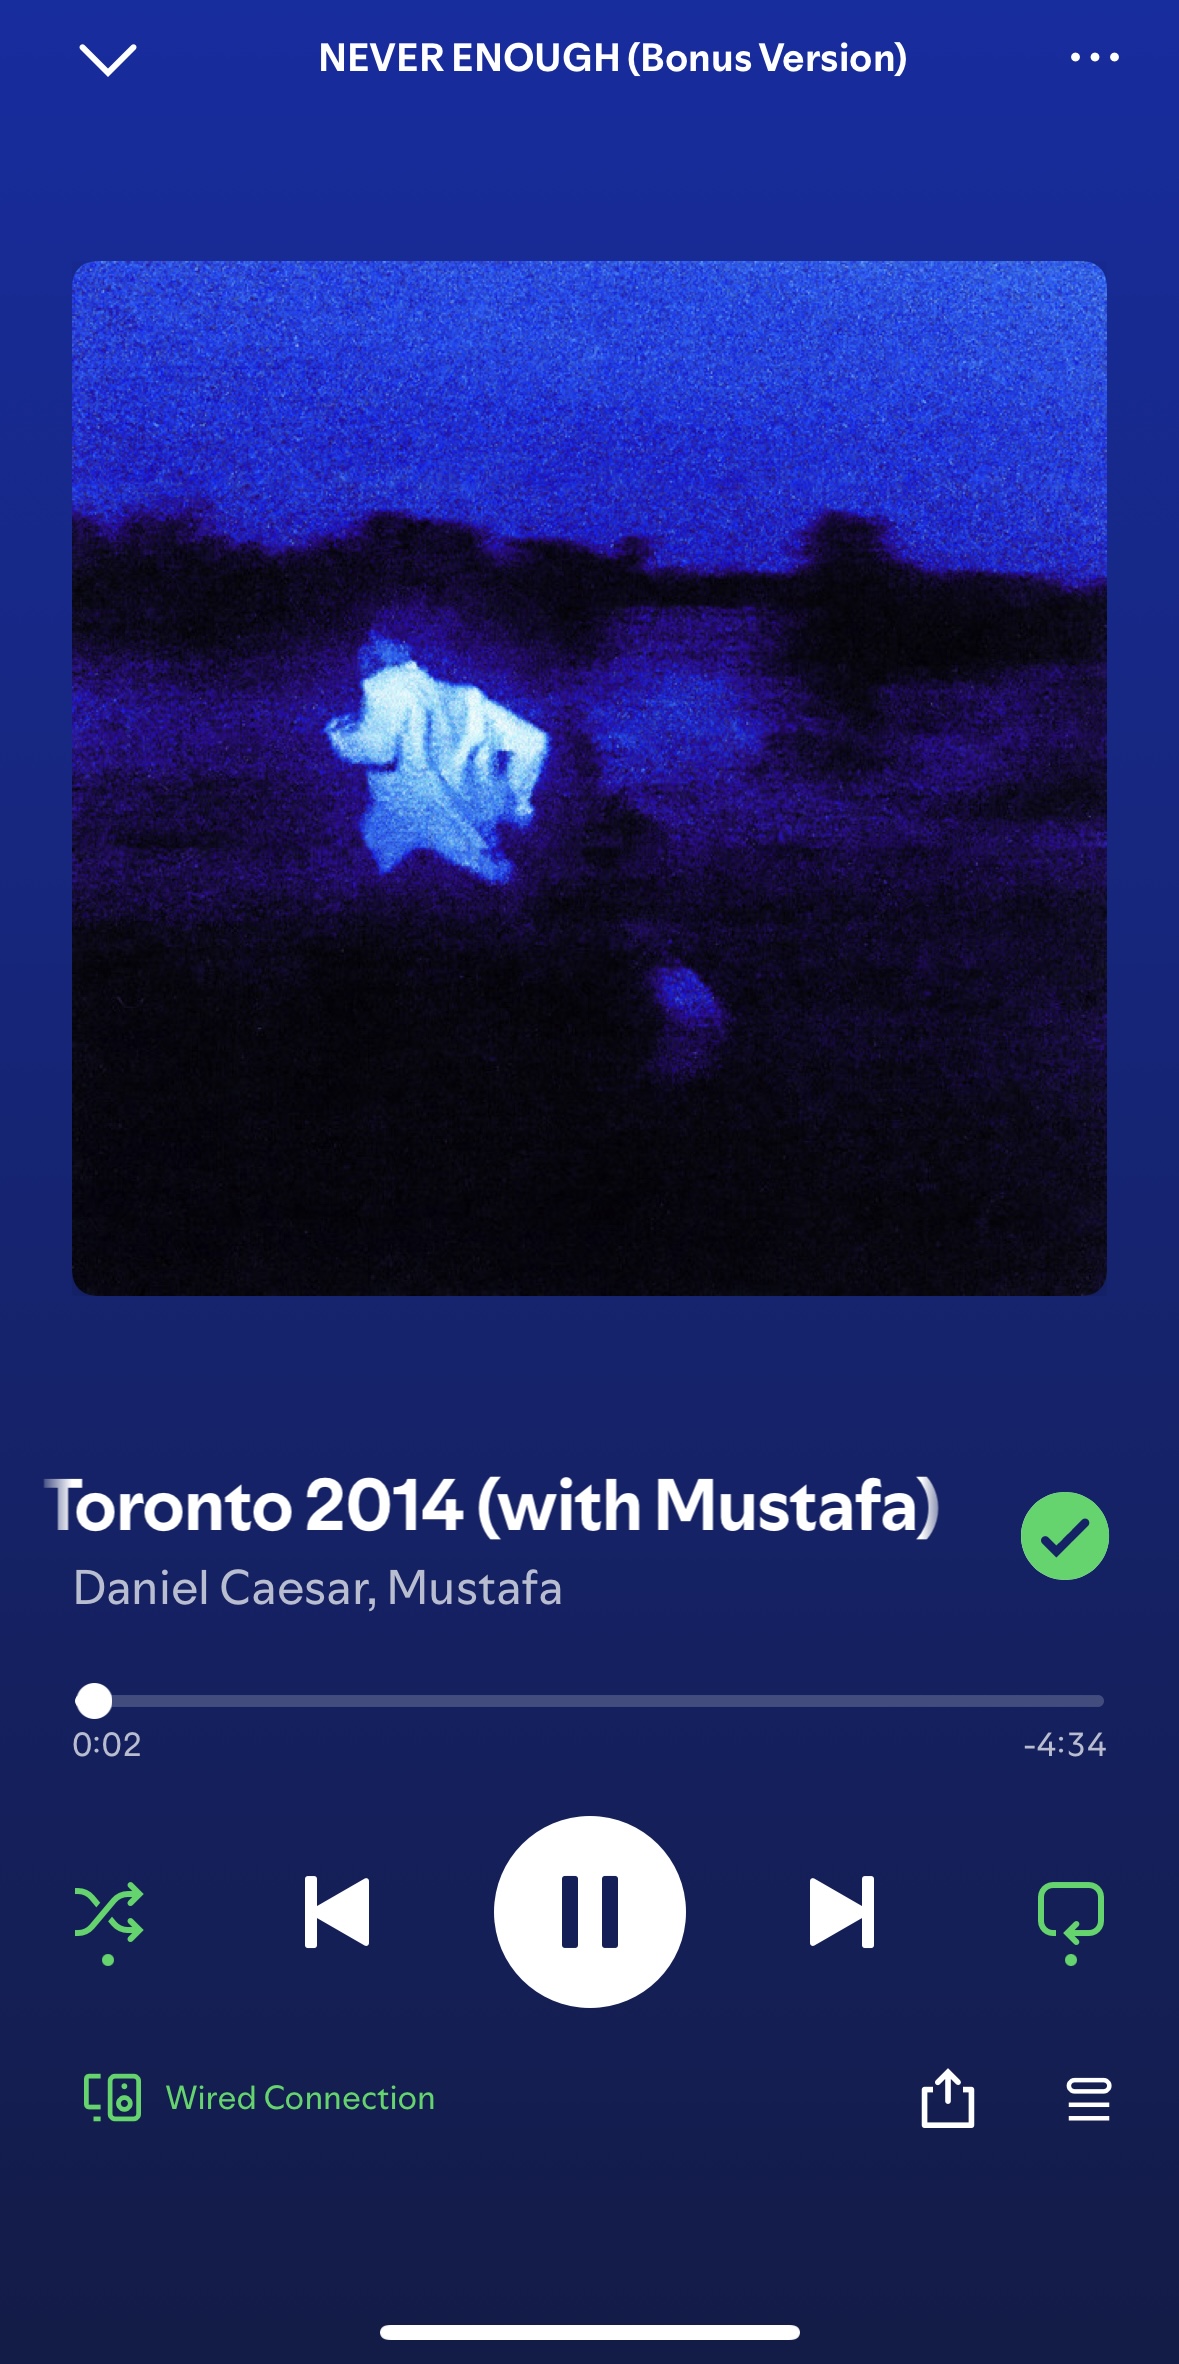 NEVER ENOUGH (Bonus Version)
Toronto 2014 (with Mustafa)
Daniel Caesar, Mustafa
0:02
-4:34
Wired Connection